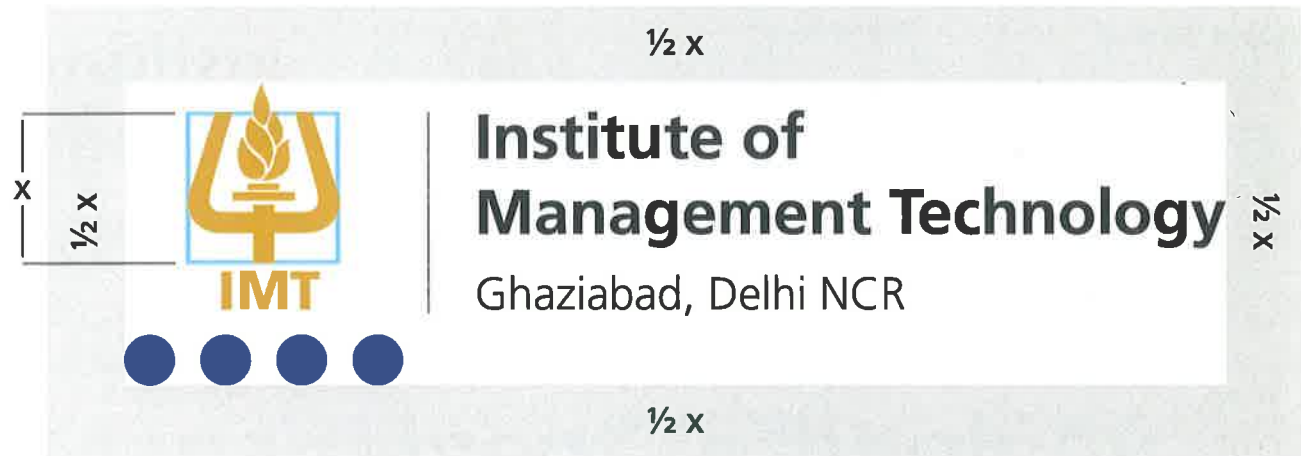 ½ x
x
½ x
IMT
Institute of
Management Technology
Ghaziabad, Delhi NCR
½ x
½ x